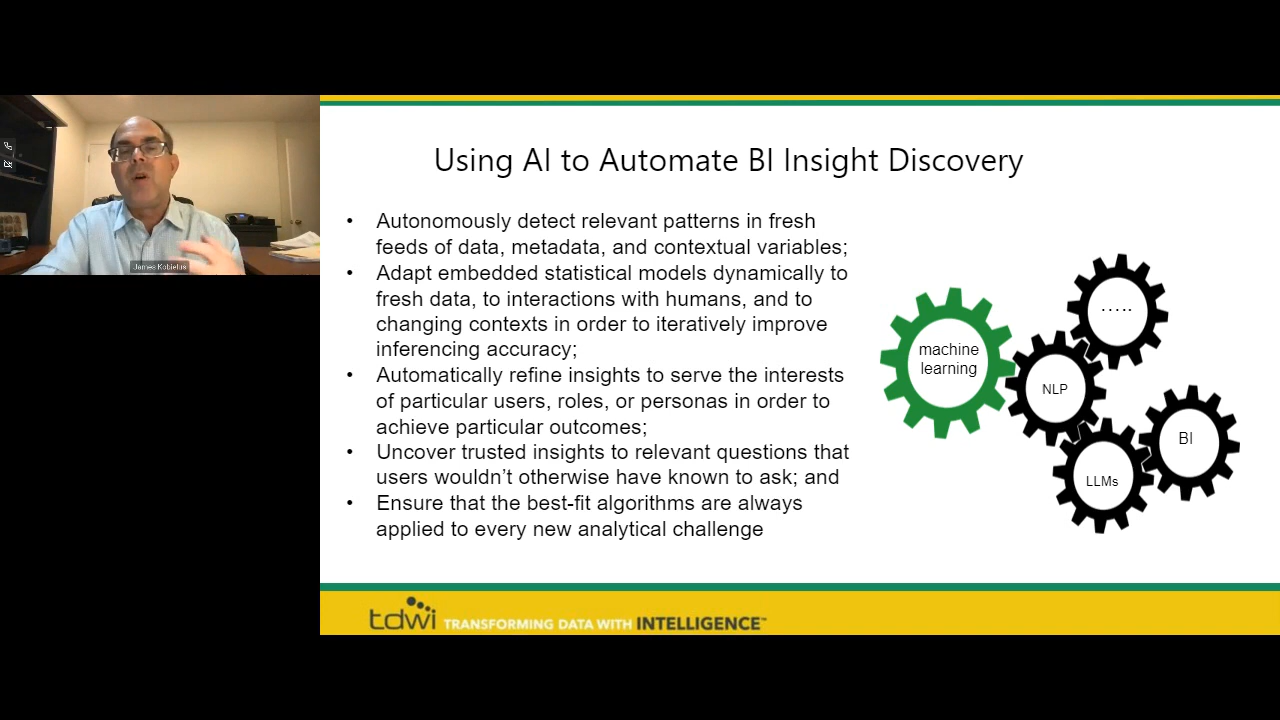 James Kobielus
Using AI to Automate BI Insight Discovery
• Autonomously detect relevant patterns in fresh
feeds of data, metadata, and contextual variables;
• Adapt embedded statistical models dynamically to
fresh data, to interactions with humans, and to
changing contexts in order to iteratively improve
inferencing accuracy;
• Automatically refine insights to serve the interests
of particular users, roles, or personas in order to
achieve particular outcomes;
• Uncover trusted insights to relevant questions that
users wouldn’t otherwise have known to ask; and
• Ensure that the best-fit algorithms are always
applied to every new analytical challenge
machine
learning
NLP
.....
LLMs
BI
tdwi TRANSFORMING DATA WITH INTELLIGENCE™